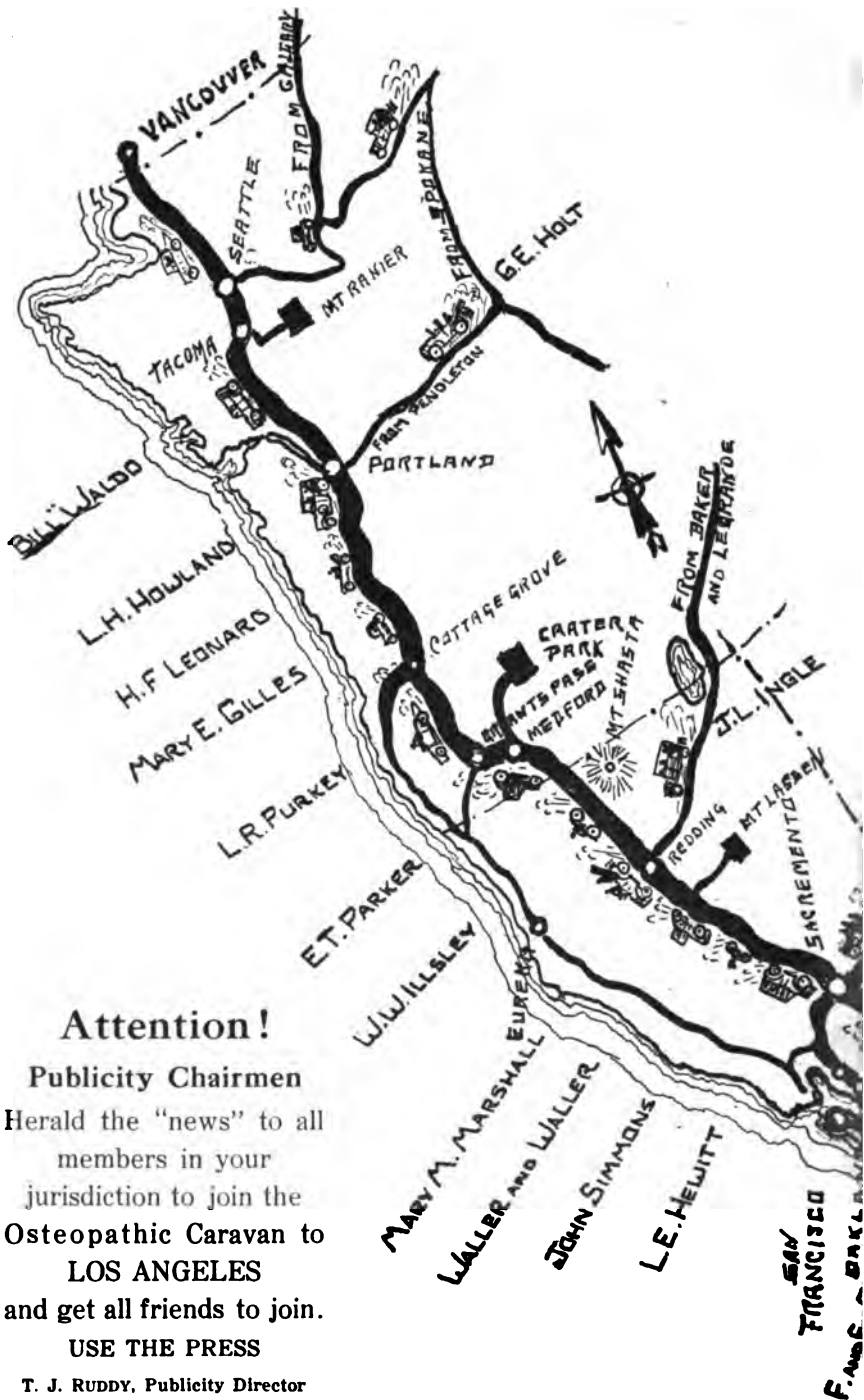 VANCOUVER
FROM CALGARY
SEATTLE
FROM SPOKANE
G.E. HOLT
MT RANIER
TACOMA
FROM PENDLETON
PORTLAND
"BILL" WALDO
L.H. HOWLAND
H.F LEONARD
MARY E. GILLES
L.R. PURKEY
E.T. PARKER
W.W ILLSLEY
COTTAGE GROVE
CRATER
PARK
GRANTS PASS
MEDFORD
MT SHASTA
FROM BAKER
AND LEGRANDE
J.L. INGLE
REDDING
MT LASSEN
SACREMENTO
EUREKA
MARY M. MARSHALL
WALLER AND WALLER
JOHN SIMMONS
L.E. HEWITT
SAN
FRANCISCO
Attention!
Publicity Chairmen
Herald the "news" to all
members in your
jurisdiction to join the
Osteopathic Caravan to
LOS ANGELES
and get all friends to join.
USE THE PRESS
T. J. RUDDY, Publicity Director